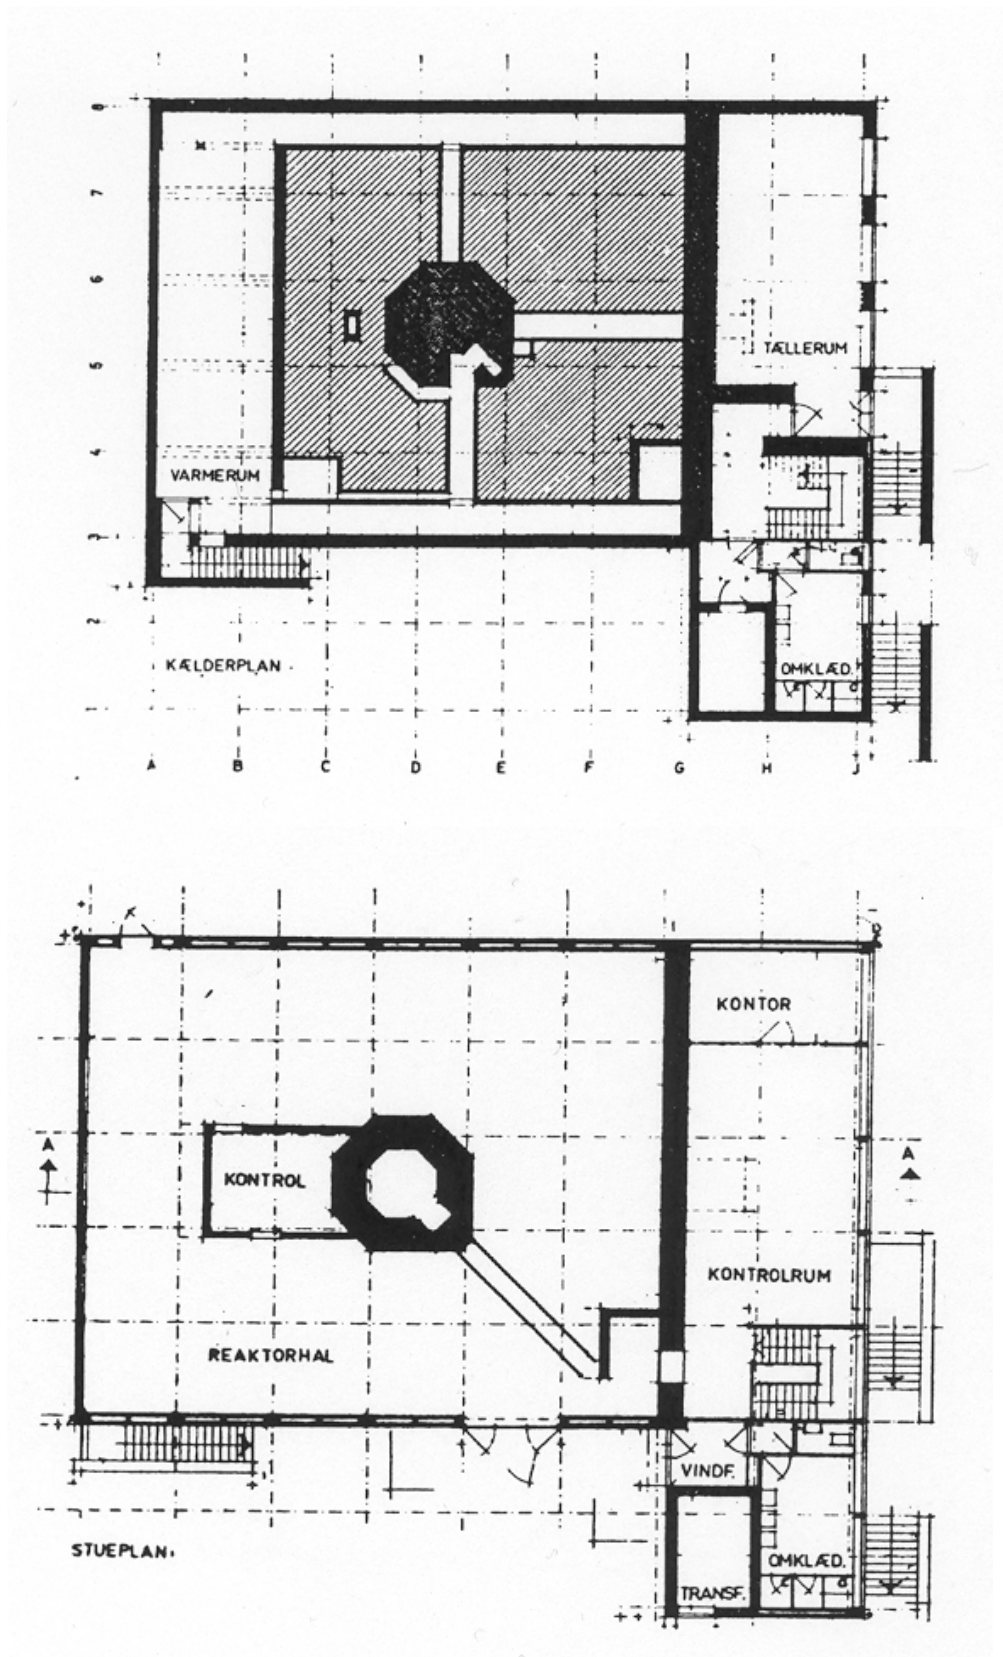 8
7
6
5
4
3
2
TÆLLERUM
VARMERUM
OMKLÆD.
KÆLDERPLAN.
A B C D E F G H J
KONTOR
A
A
KONTROL
KONTROLRUM
REAKTORHAL
VINDF.
STUEPLAN.
OMKLÆD.
TRANSF.